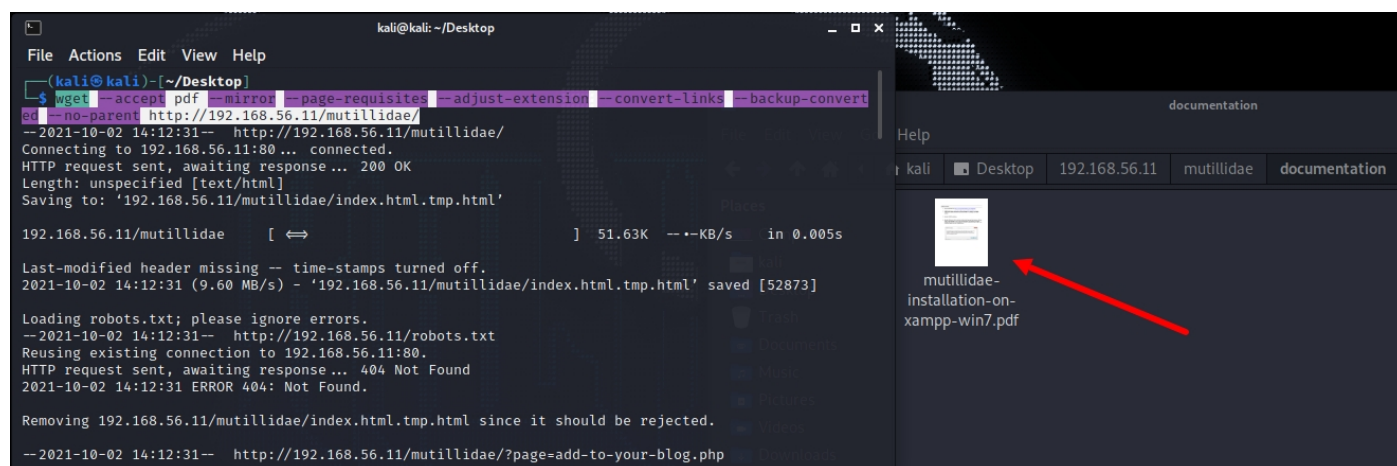 kali@kali: ~/Desktop
File Actions Edit View Help
(kali㉿kali)-[~/Desktop]
$ wget --accept pdf --mirror --page-requisites --adjust-extension --convert-links --backup-convert
ed --no-parent http://192.168.56.11/mutillidae/
--2021-10-02 14:12:31-- http://192.168.56.11/mutillidae/
Connecting to 192.168.56.11:80... connected.
HTTP request sent, awaiting response... 200 OK
Length: unspecified [text/html]
Saving to: ‘192.168.56.11/mutillidae/index.html.tmp.html’
192.168.56.11/mutillidae [ ⇔ ] 51.63K --.-KB/s in 0.005s
Last-modified header missing -- time-stamps turned off.
2021-10-02 14:12:31 (9.60 MB/s) - ‘192.168.56.11/mutillidae/index.html.tmp.html’ saved [52873]
Loading robots.txt; please ignore errors.
--2021-10-02 14:12:31-- http://192.168.56.11/robots.txt
Reusing existing connection to 192.168.56.11:80.
HTTP request sent, awaiting response... 404 Not Found
2021-10-02 14:12:31 ERROR 404: Not Found.
Removing 192.168.56.11/mutillidae/index.html.tmp.html since it should be rejected.
--2021-10-02 14:12:31-- http://192.168.56.11/mutillidae/?page=add-to-your-blog.php
documentation
File Edit View Help
kali Desktop 192.168.56.11 mutillidae documentation
Places
kali
Trash
Documents
Music
Pictures
Videos
Downloads
mutillidae-
installation-on-
xampp-win7.pdf